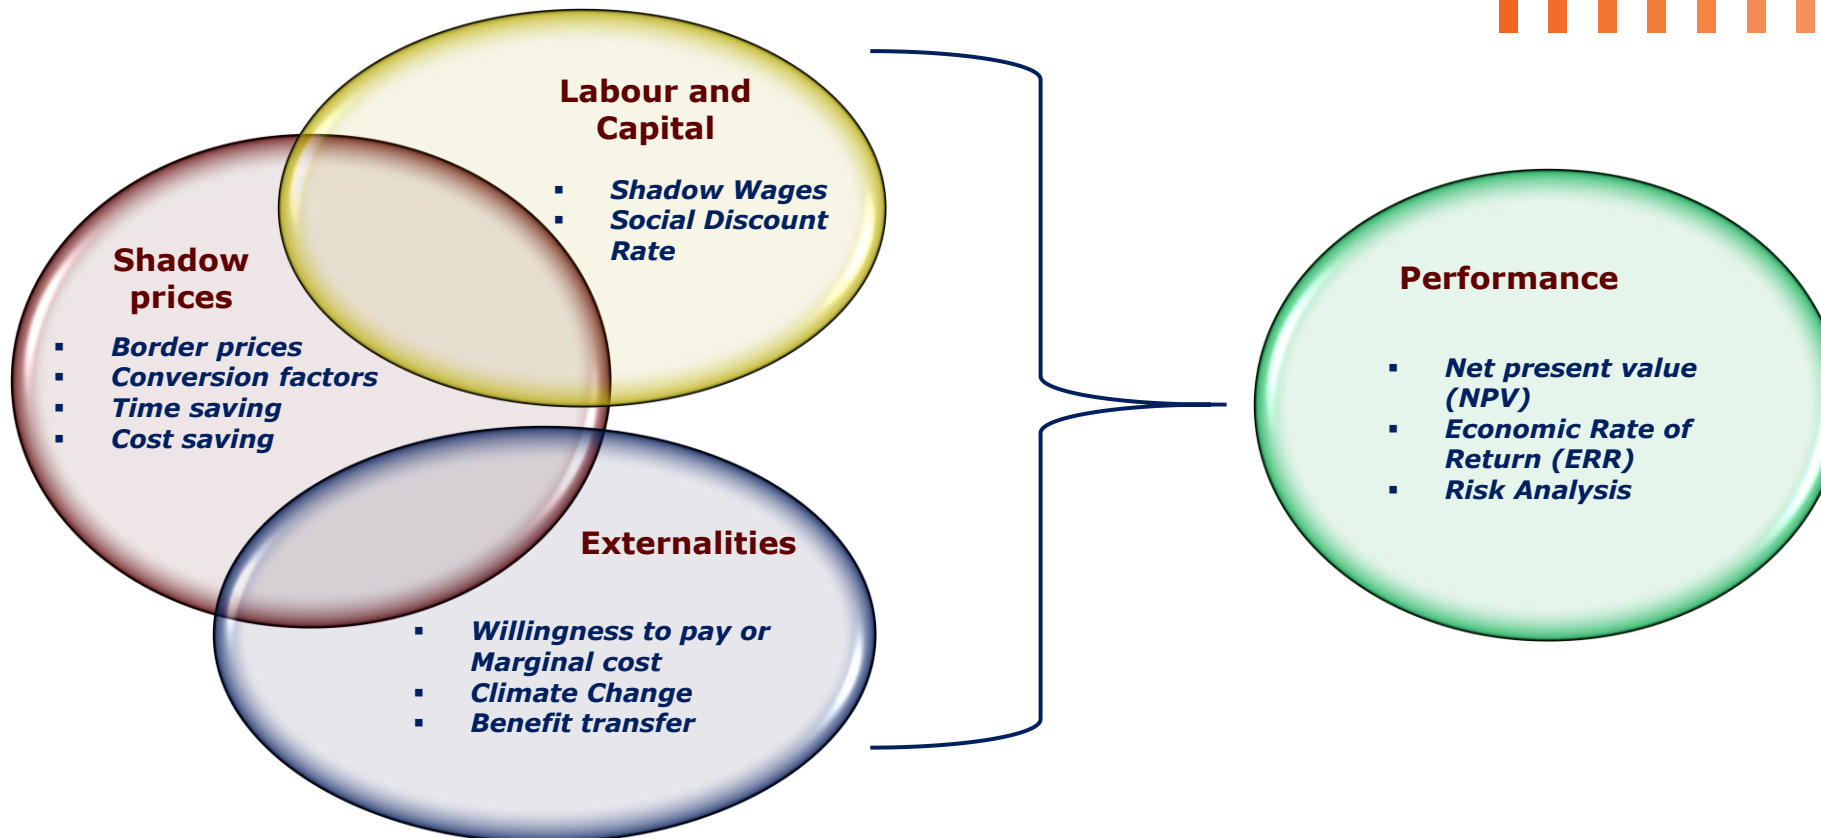 Labour and
Capital
▪ Shadow Wages
▪ Social Discount
Rate
Shadow
prices
▪ Border prices
▪ Conversion factors
▪ Time saving
▪ Cost saving
Externalities
▪ Willingness to pay or
Marginal cost
▪ Climate Change
▪ Benefit transfer
Performance
▪ Net present value
(NPV)
▪ Economic Rate of
Return (ERR)
▪ Risk Analysis